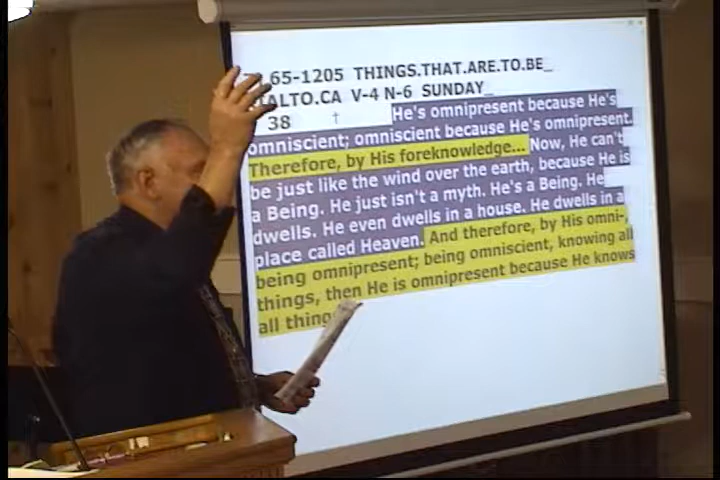 65-1205 THINGS.THAT.ARE.TO.BE_
IALTO.CA V-4 N-6 SUNDAY_
38 † He's omnipresent because He's
omniscient; omniscient because He's omnipresent.
Therefore, by His foreknowledge... Now, He can't
be just like the wind over the earth, because He is
a Being. He just isn't a myth. He's a Being. He
dwells. He even dwells in a house. He dwells in a
place called Heaven. And therefore, by His omni-,
being omnipresent; being omniscient, knowing all
things, then He is omnipresent because He knows
all thing